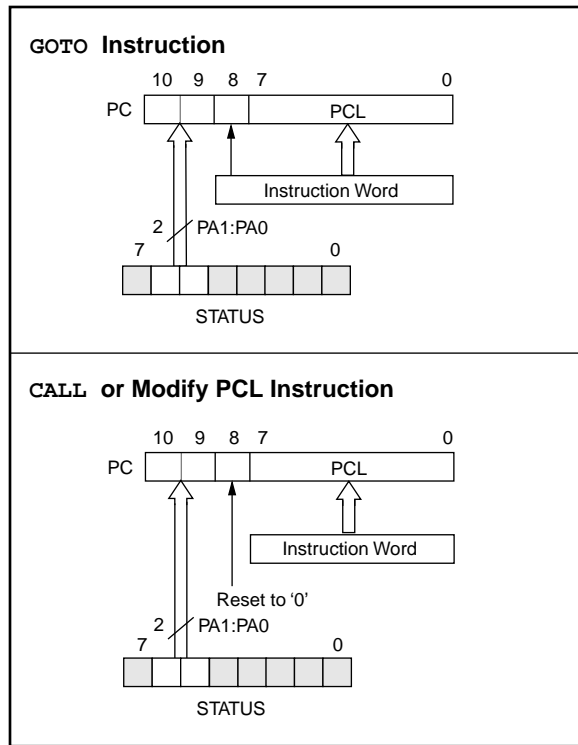 GOTO Instruction
10 9 8 7 0
PC PCL
Instruction Word
2 PA1:PA0
7 0
STATUS
CALL or Modify PCL Instruction
10 9 8 7 0
PC PCL
Instruction Word
Reset to ‘0’
2 PA1:PA0
7 0
STATUS